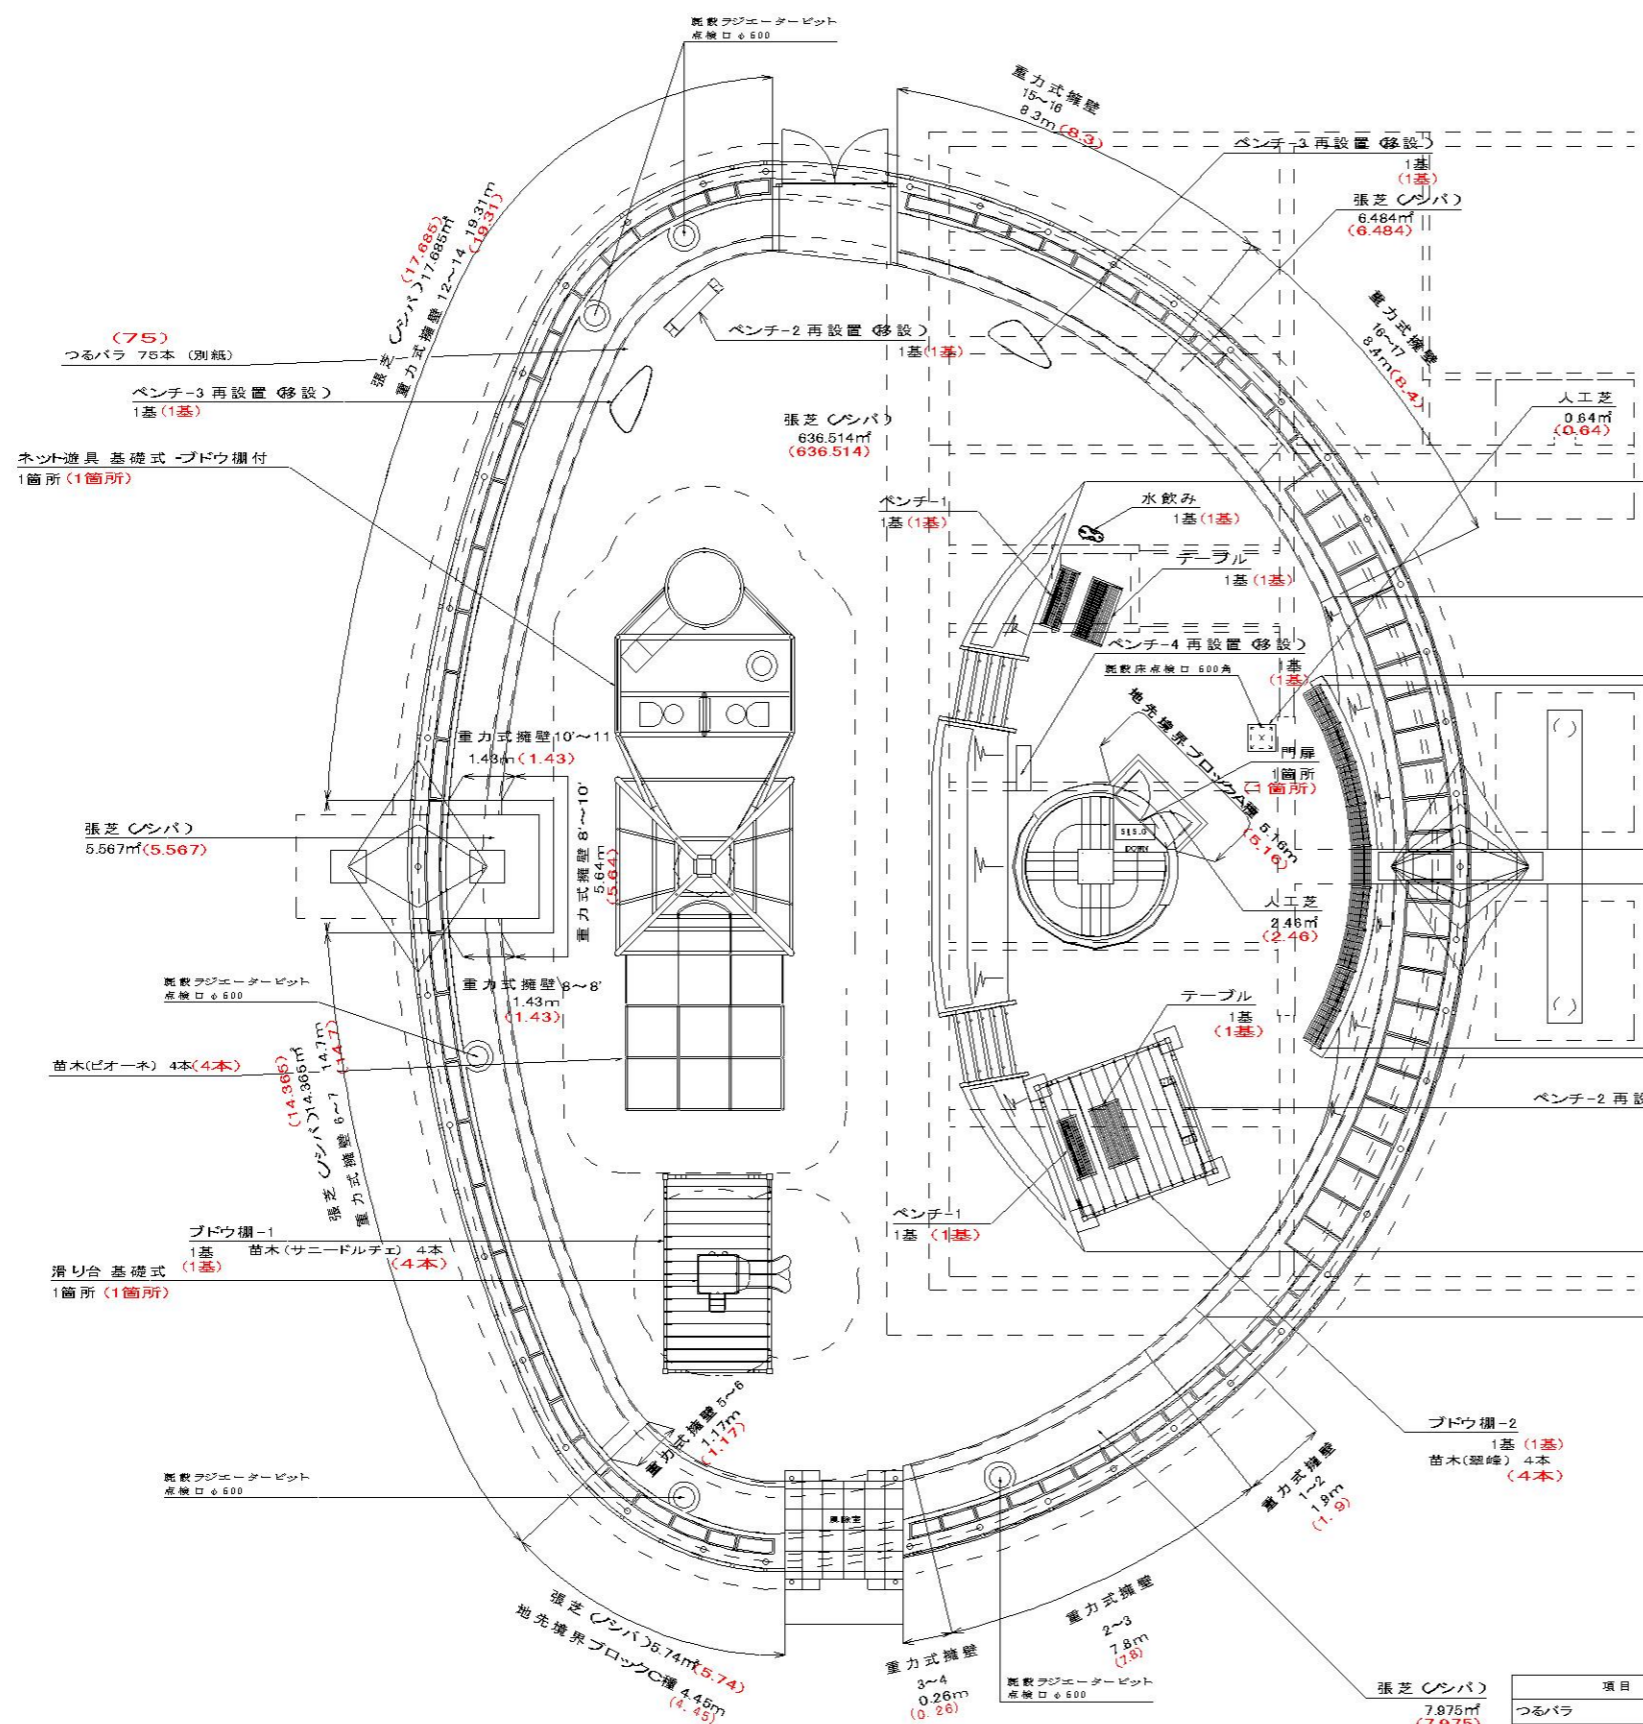 既設ラジエーターピット
点検口φ600
重力式擁壁
15～16
8.3m(8.3)
ベンチ-3 再設置(移設)
1基
(1基)
張芝(ノシバ)
6.484㎡
(6.484)
(17.685)
張芝(ノシバ)17.685㎡
重力式擁壁 12～14 19.31m
(19.31)
(75)
つるバラ 75本 (別紙)
ベンチ-2 再設置(移設)
1基(1基)
ベンチ-3 再設置(移設)
1基(1基)
重力式擁壁
16～17
8.4m(8.4)
人工芝
0.64㎡
(0.64)
張芝(ノシバ)
636.514㎡
(636.514)
ネット遊具 基礎式 -ブドウ棚付
1箇所(1箇所)
ベンチ-1
1基(1基)
水飲み
1基(1基)
テーブル
1基(1基)
ベンチ-4 再設置(移設)
1基
(1基)
既設床点検口 600角
地先境界ブロックA種 5.16m
(5.16)
門扉
1箇所
(1箇所)
重力式擁壁10'～11
1.43m(1.43)
重力式擁壁 8'～10'
5.64m
(5.64)
張芝(ノシバ)
5.567㎡(5.567)
DOWN
人工芝
2.46㎡
(2.46)
重力式擁壁 8～8'
1.43m
(1.43)
既設ラジエーターピット
点検口φ600
テーブル
1基
(1基)
苗木(ピオーネ) 4本(4本)
(14.365)
張芝(ノシバ)14.365㎡
重力式擁壁 6～7 14.7m
(14.7)
ベンチ-2 再設
ベンチ-1
1基 (1基)
ブドウ棚-1
1基 苗木(サニードルチェ) 4本
(1基) (4本)
滑り台 基礎式
1箇所(1箇所)
重力式擁壁 5～6
1.17m
(1.17)
ブドウ棚-2
1基 (1基)
苗木(翠峰) 4本
(4本)
重力式擁壁
1～2
1.9m
(1.9)
既設ラジエーターピット
点検口φ600
風除室
重力式擁壁
2～3
7.8m
(7.8)
張芝(ノシバ)5.74㎡(5.74)
地先境界ブロックC種 4.45m
(4.45)
重力式擁壁
3～4
0.26m
(0.26)
既設ラジエーターピット
点検口φ600
張芝(ノシバ)
7.975㎡
(7.975)
項目
つるバラ